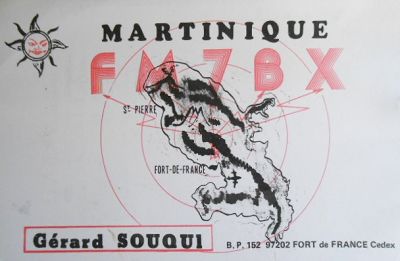 MARTINIQUE
FM7BX
St PIERRE
FORT-DE-FRANCE
Gérard SOUQUI
B.P. 152 97202 FORT de FRANCE Cedex